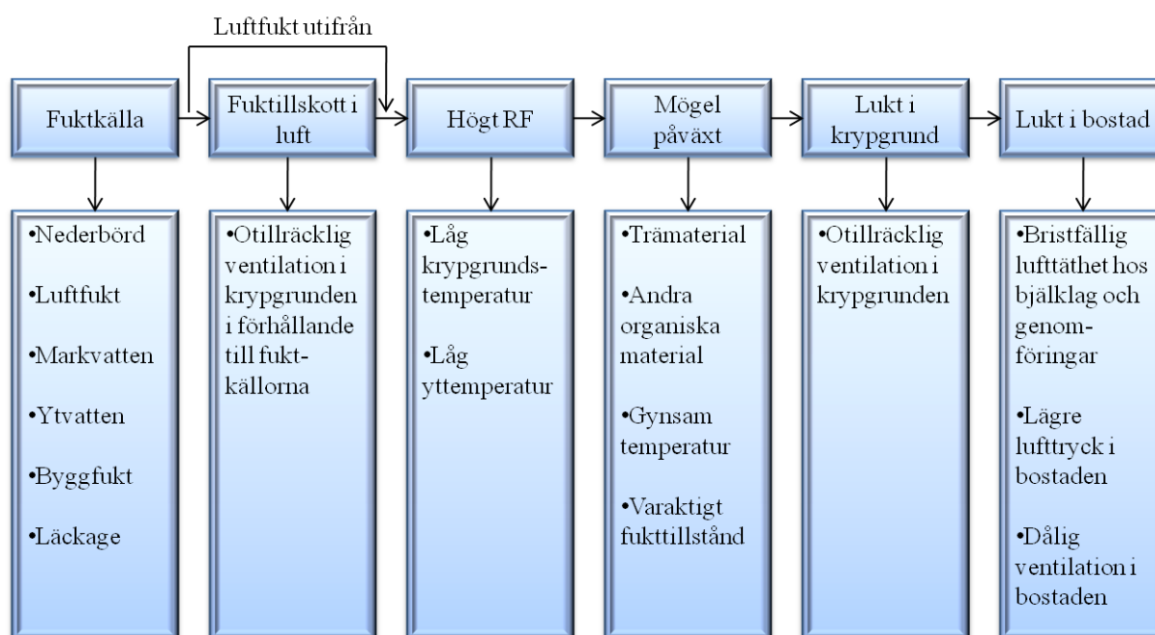 Luftfukt utifrån
Fuktkälla
Fuktillskott i
luft
Högt RF
Mögel
påväxt
Lukt i
krypgrund
Lukt i bostad
•Nederbörd
•Luftfukt
•Markvatten
•Ytvatten
•Byggfukt
•Läckage
•Otillräcklig
ventilation i
krypgrunden
i förhållande
till fukt-
källorna
•Låg
krypgrunds-
temperatur
•Låg
yttemperatur
•Trämaterial
•Andra
organiska
material
•Gynsam
temperatur
•Varaktigt
fukttillstånd
•Otillräcklig
ventilation i
krypgrunden
•Bristfällig
lufttäthet hos
bjälklag och
genom-
föringar
•Lägre
lufttryck i
bostaden
•Dålig
ventilation i
bostaden